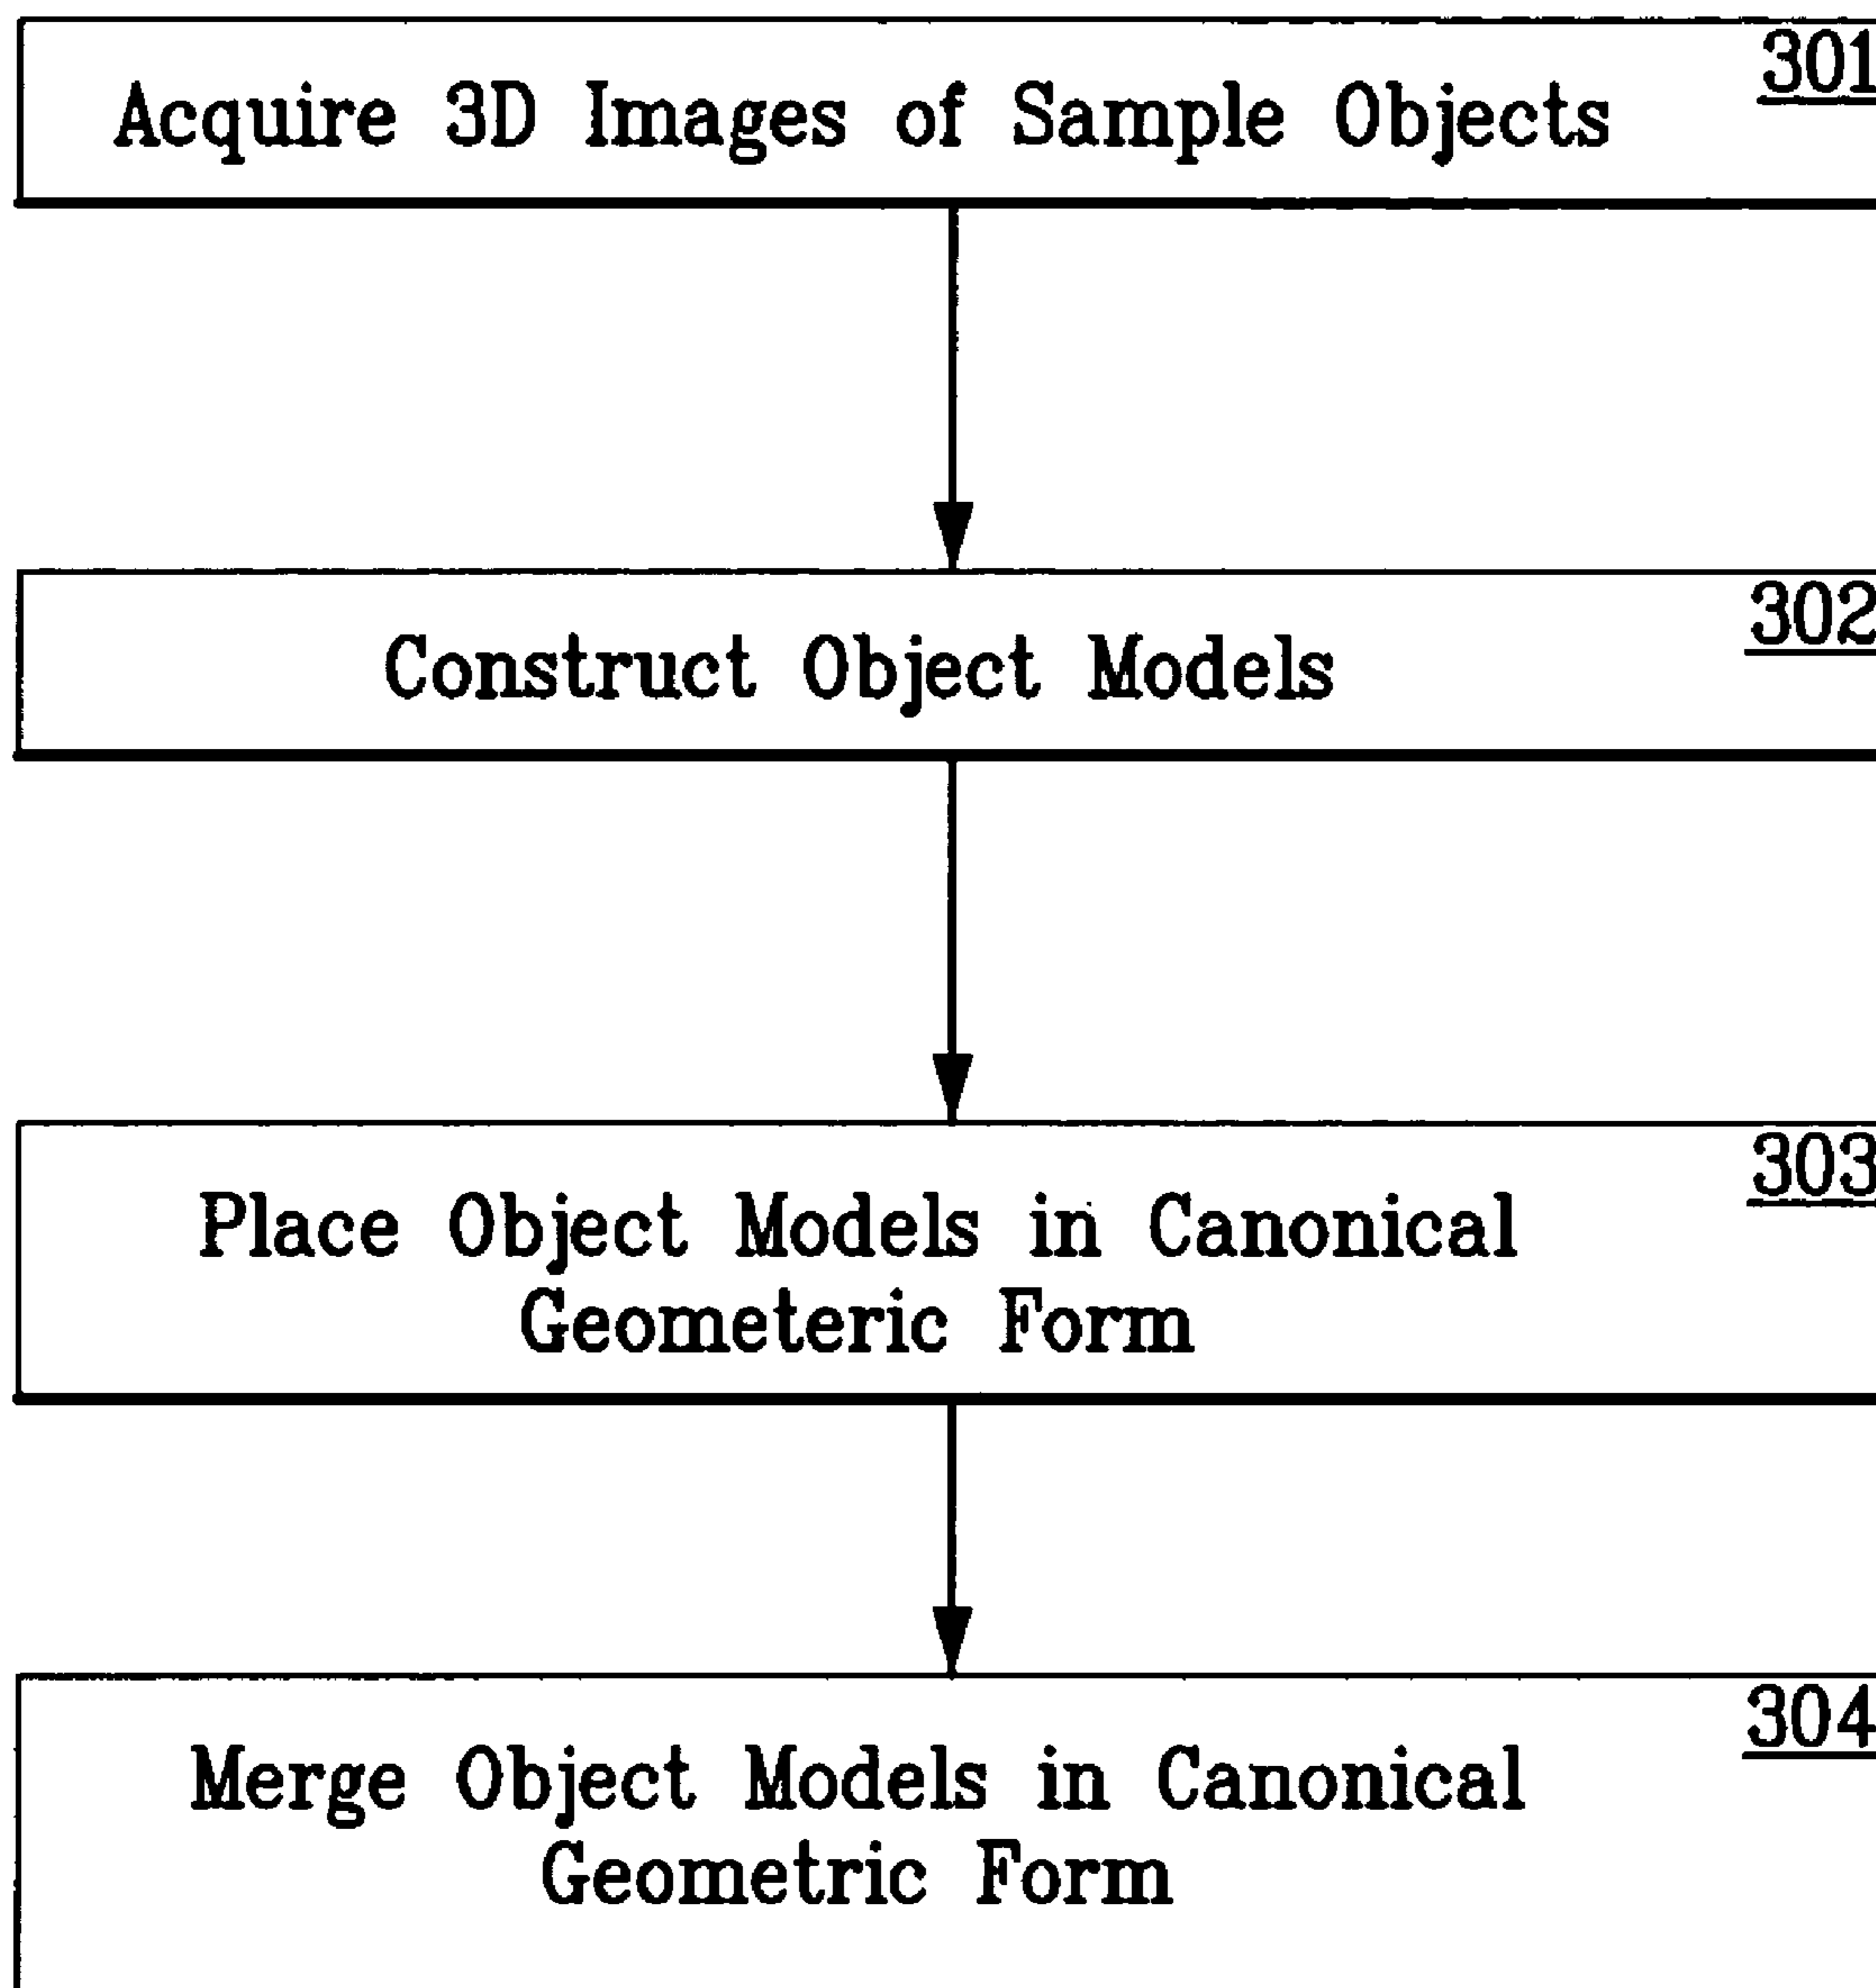 301
Acquire 3D Images of Sample Objects
302
Construct Object Models
303
Place Object Models in Canonical
Geometeric Form
304
Merge Object Models in Canonical
Geometric Form